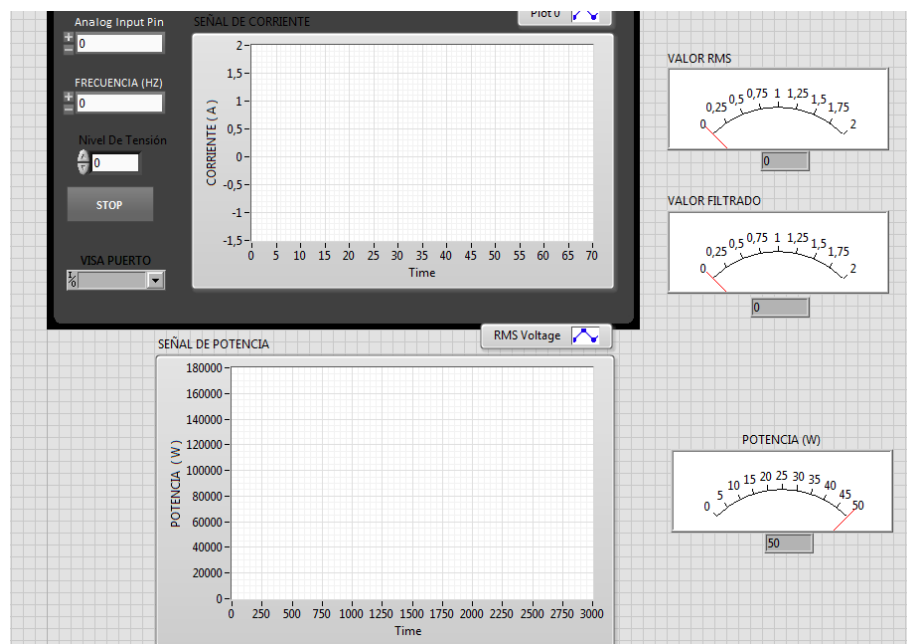 Analog Input Pin
0
FRECUENCIA (HZ)
0
Nivel De Tensión
0
STOP
VISA PUERTO
I/O
SEÑAL DE CORRIENTE
Plot 0
CORRIENTE ( A )
2
1,5
1
0,5
0
-0,5
-1
-1,5
0 5 10 15 20 25 30 35 40 45 50 55 60 65 70
Time
VALOR RMS
0 0,25 0,5 0,75 1 1,25 1,5 1,75 2
0
VALOR FILTRADO
0 0,25 0,5 0,75 1 1,25 1,5 1,75 2
0
SEÑAL DE POTENCIA
RMS Voltage
POTENCIA ( W )
180000
160000
140000
120000
100000
80000
60000
40000
20000
0
0 250 500 750 1000 1250 1500 1750 2000 2250 2500 2750 3000
Time
POTENCIA (W)
0 5 10 15 20 25 30 35 40 45 50
50